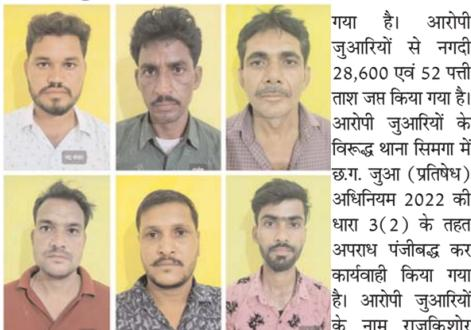 गया है। आरोपी
जुआरियों से नगदी
28,600 एवं 52 पत्ती
ताश जप्त किया गया है।
आरोपी जुआरियों के
विरूद्ध थाना सिमगा में
छ.ग. जुआ (प्रतिषेध)
अधिनियम 2022 की
धारा 3(2) के तहत
अपराध पंजीबद्ध कर
कार्यवाही किया गया
है। आरोपी जुआरियों
के नाम राजकिशोर